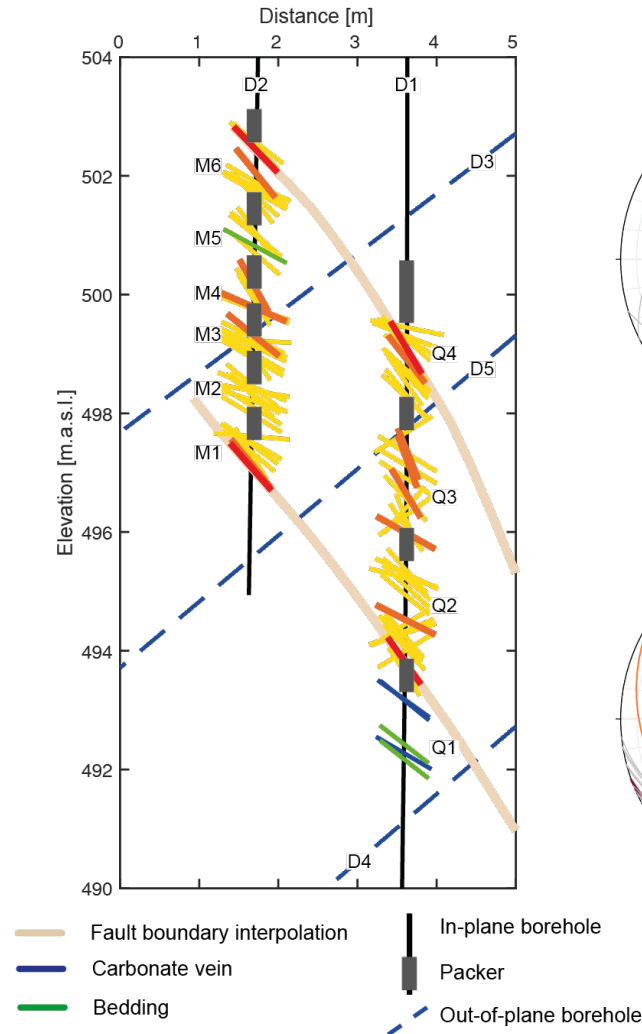 Distance [m]
0 1 2 3 4 5
504
D2 D1
D3
M6
502
M5
500
M4
M3
Q4
D5
M2
498
M1
Q3
496
Q2
494
Q1
492
D4
490
Elevation [m.a.s.l.]
Fault boundary interpolation
Carbonate vein
Bedding
In-plane borehole
Packer
Out-of-plane borehole